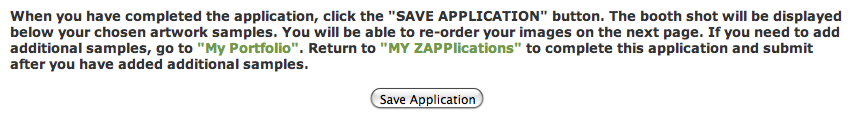 When you have completed the application, click the "SAVE APPLICATION" button. The booth shot will be displayed
below your chosen artwork samples. You will be able to re-order your images on the next page. If you need to add
additional samples, go to "My Portfolio". Return to "MY ZAPPlications" to complete this application and submit
after you have added additional samples.
Save Application